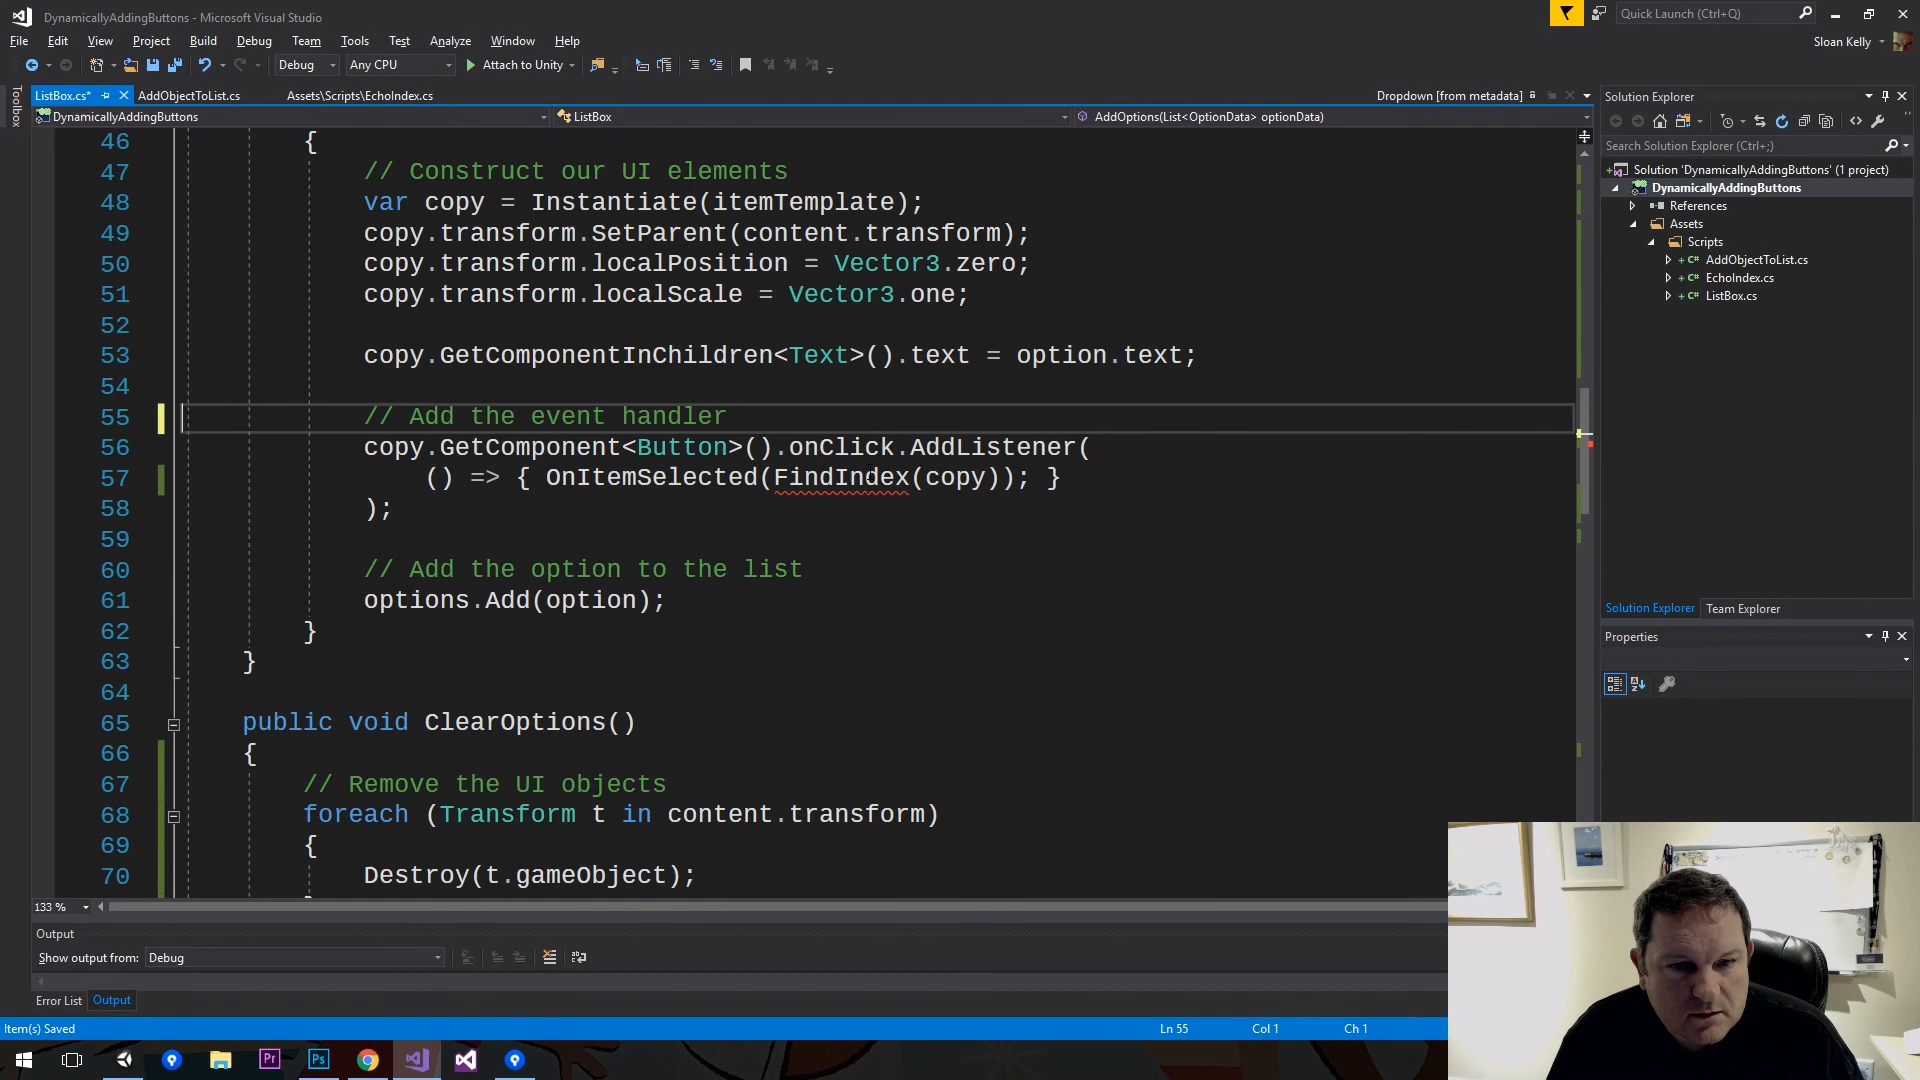 DynamicallyAddingButtons - Microsoft Visual Studio
Quick Launch (Ctrl+Q)
File Edit View Project Build Debug Team Tools Test Analyze Window Help
Sloan Kelly
Debug Any CPU Attach to Unity
Toolbox
ListBox.cs* AddObjectToList.cs Assets\Scripts\EchoIndex.cs Dropdown [from metadata]
DynamicallyAddingButtons ListBox AddOptions(List<OptionData> optionData)
46 {
47 // Construct our UI elements
48 var copy = Instantiate(itemTemplate);
49 copy.transform.SetParent(content.transform);
50 copy.transform.localPosition = Vector3.zero;
51 copy.transform.localScale = Vector3.one;
52
53 copy.GetComponentInChildren<Text>().text = option.text;
54
55 // Add the event handler
56 copy.GetComponent<Button>().onClick.AddListener(
57 () => { OnItemSelected(FindIndex(copy)); }
58 );
59
60 // Add the option to the list
61 options.Add(option);
62 }
63 }
64
65 public void ClearOptions()
66 {
67 // Remove the UI objects
68 foreach (Transform t in content.transform)
69 {
70 Destroy(t.gameObject);
133 %
Output
Show output from: Debug
Error List Output
Item(s) Saved
Ln 55 Col 1 Ch 1
Solution Explorer
Search Solution Explorer (Ctrl+;)
Solution 'DynamicallyAddingButtons' (1 project)
DynamicallyAddingButtons
References
Assets
Scripts
AddObjectToList.cs
EchoIndex.cs
ListBox.cs
Solution Explorer Team Explorer
Properties
Pr Ps